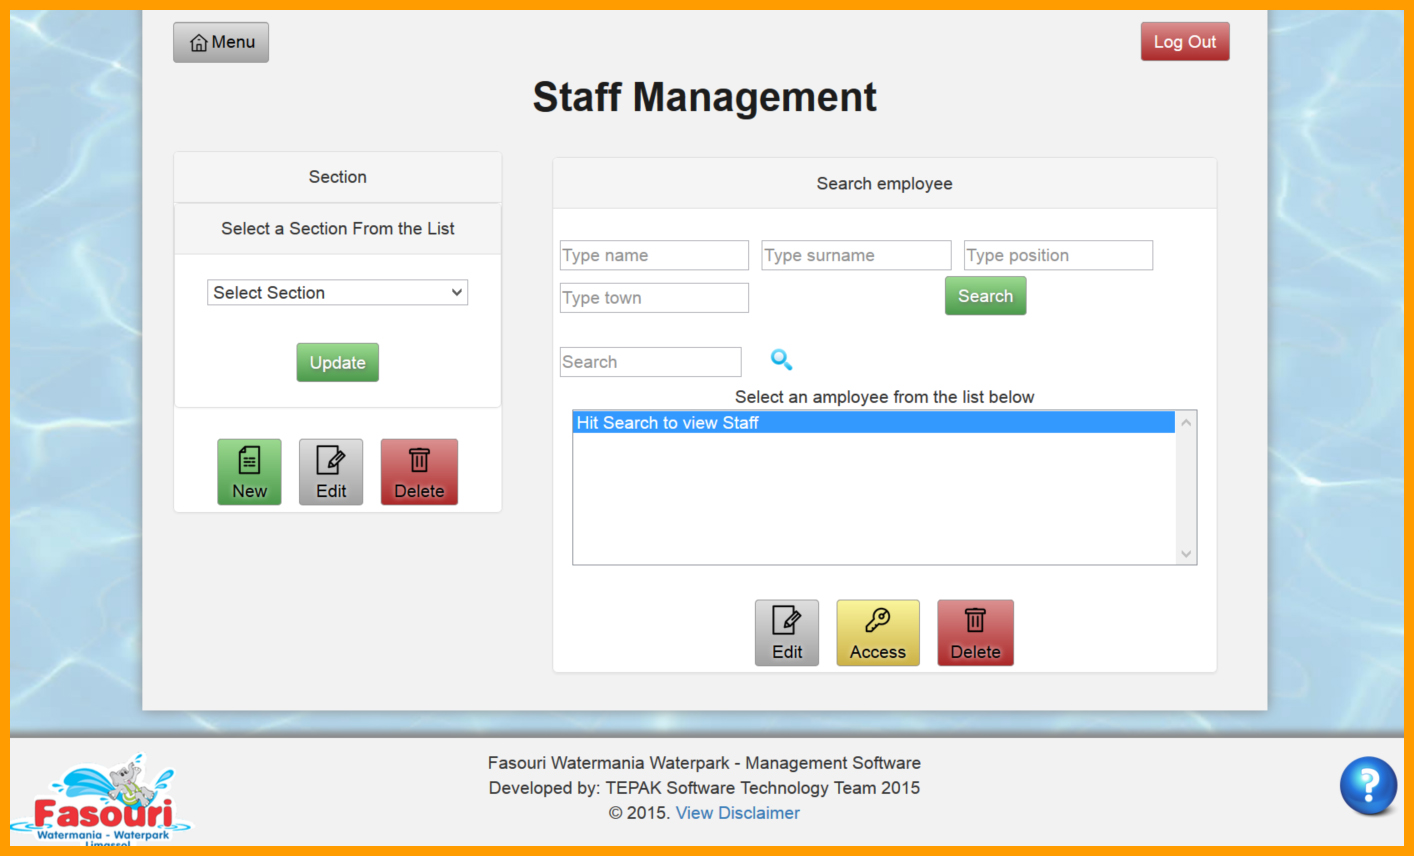 Menu
Log Out
Staff Management
Section
Select a Section From the List
Select Section
Update
New
Edit
Delete
Search employee
Type name
Type surname
Type position
Type town
Search
Search
Select an amployee from the list below
Hit Search to view Staff
Edit
Access
Delete
Fasouri Watermania Waterpark - Management Software
Developed by: TEPAK Software Technology Team 2015
© 2015. View Disclaimer
Fasouri
Watermania - Waterpark
Limassol
?